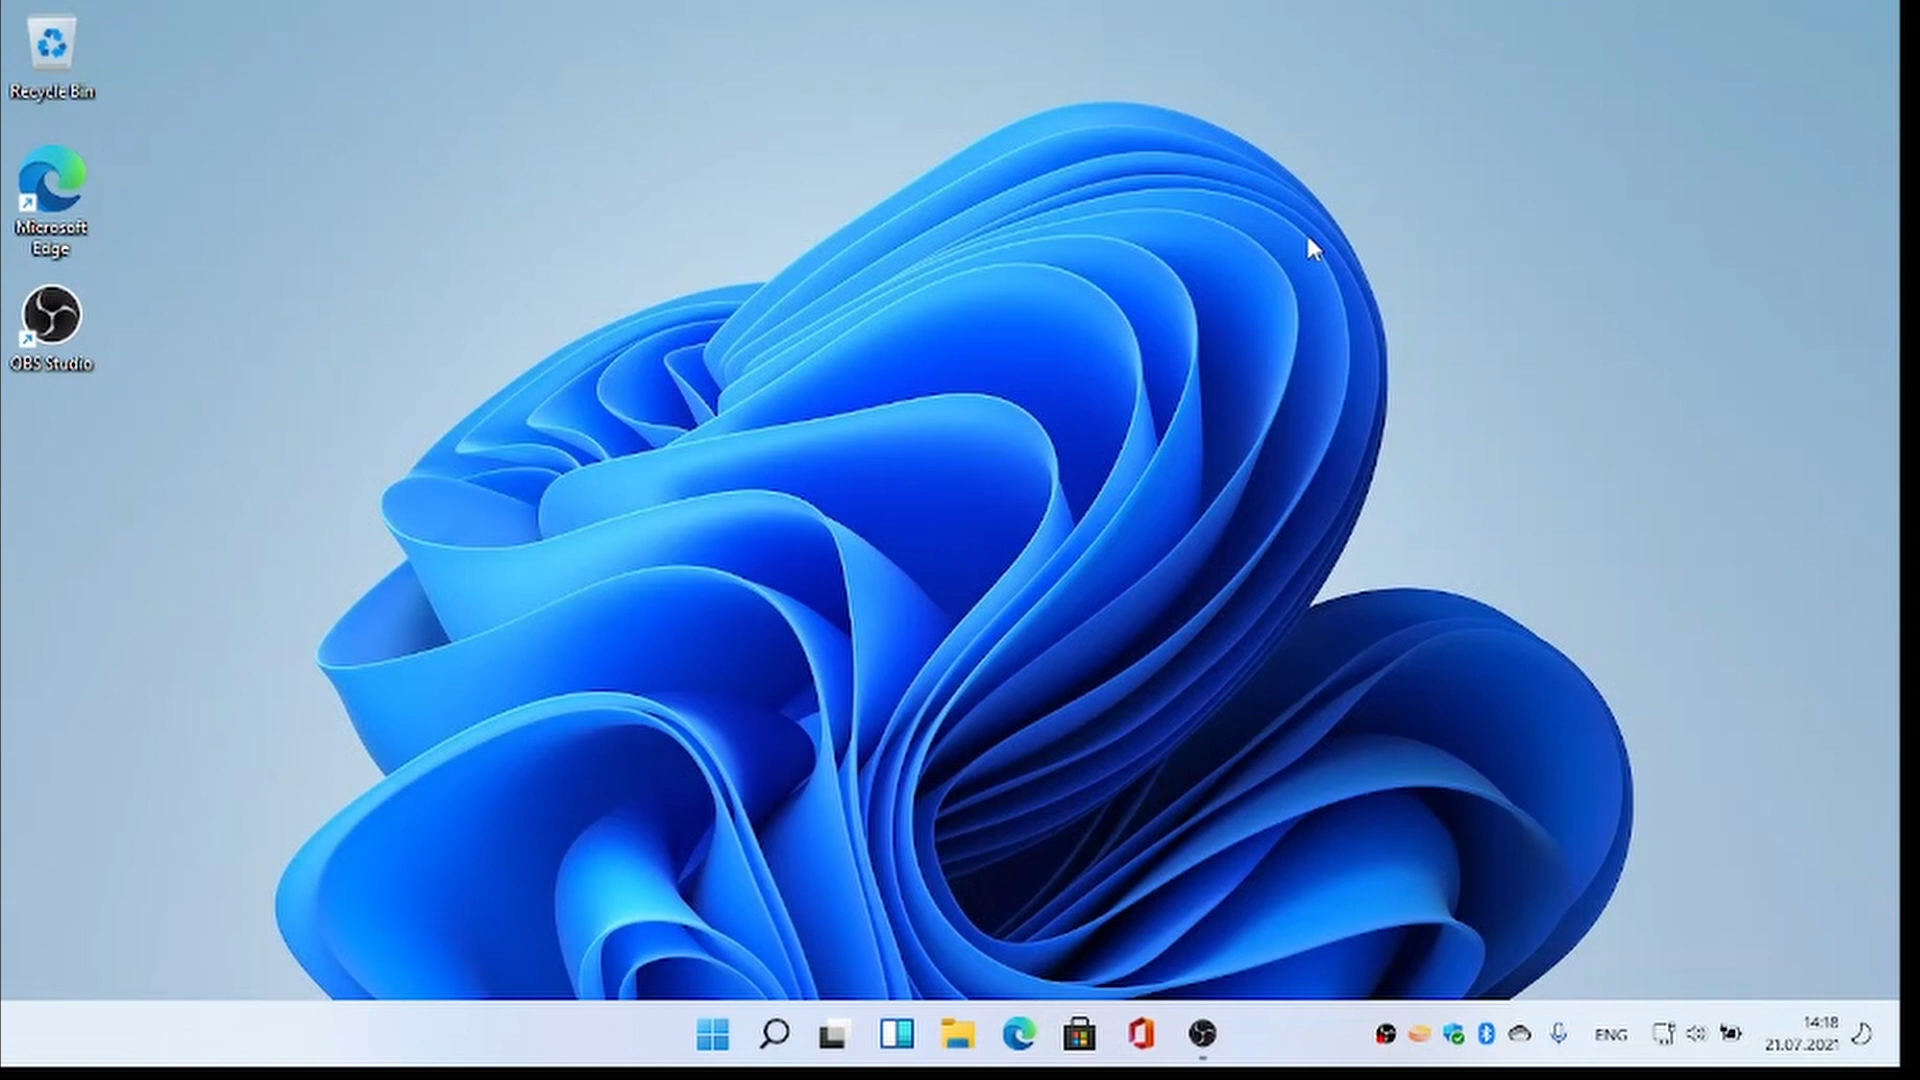 Recycle Bin
Microsoft
Edge
OBS Studio
ENG
14:18
21.07.2021